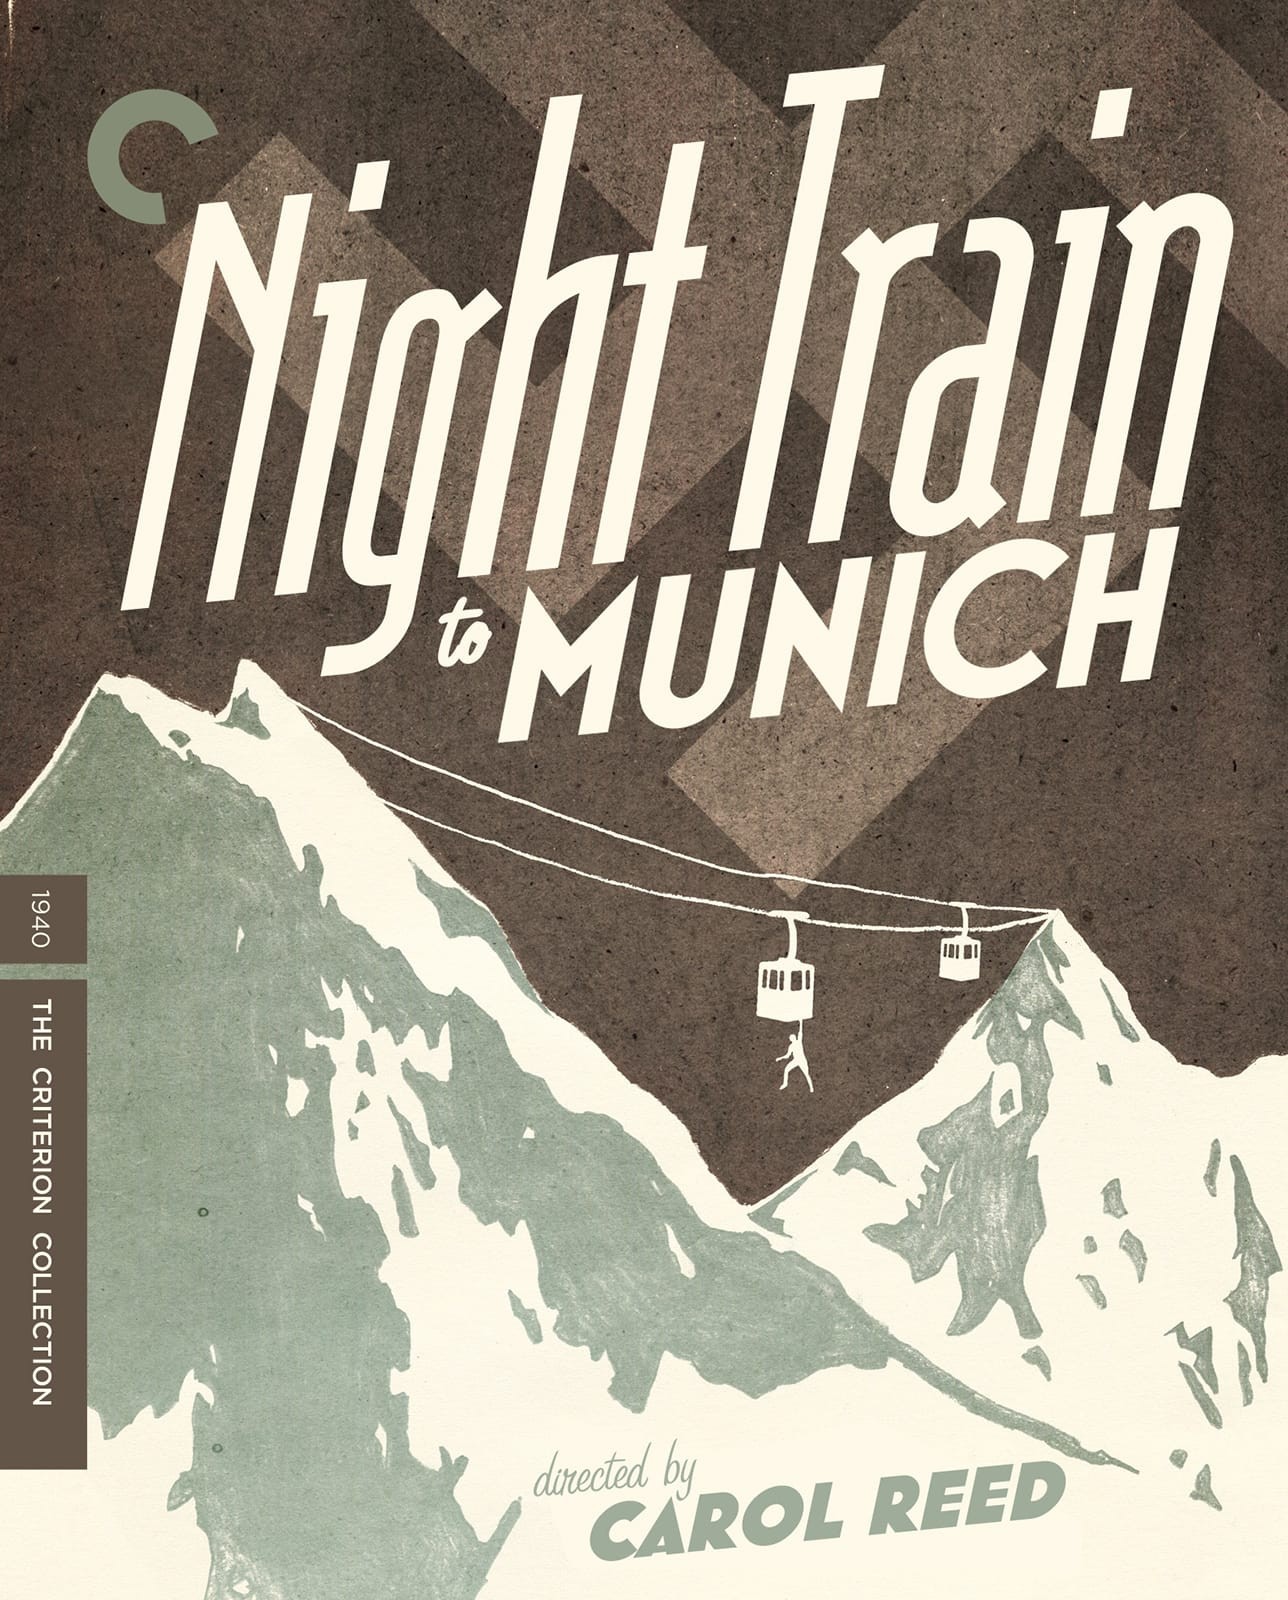 Night Train
to MUNICH
1940
THE CRITERION COLLECTION
directed by
CAROL REED